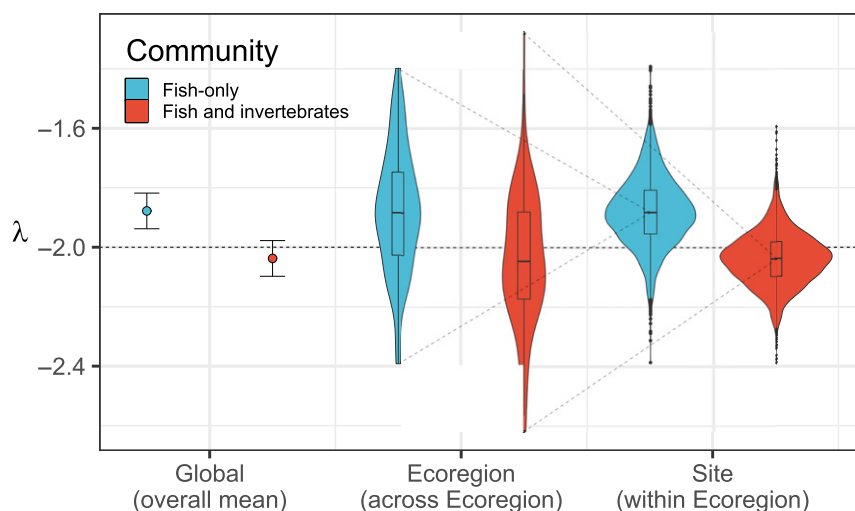 Community
Fish-only
Fish and invertebrates
−1.6
λ
−2.0
−2.4
Global
(overall mean)
Ecoregion
(across Ecoregion)
Site
(within Ecoregion)